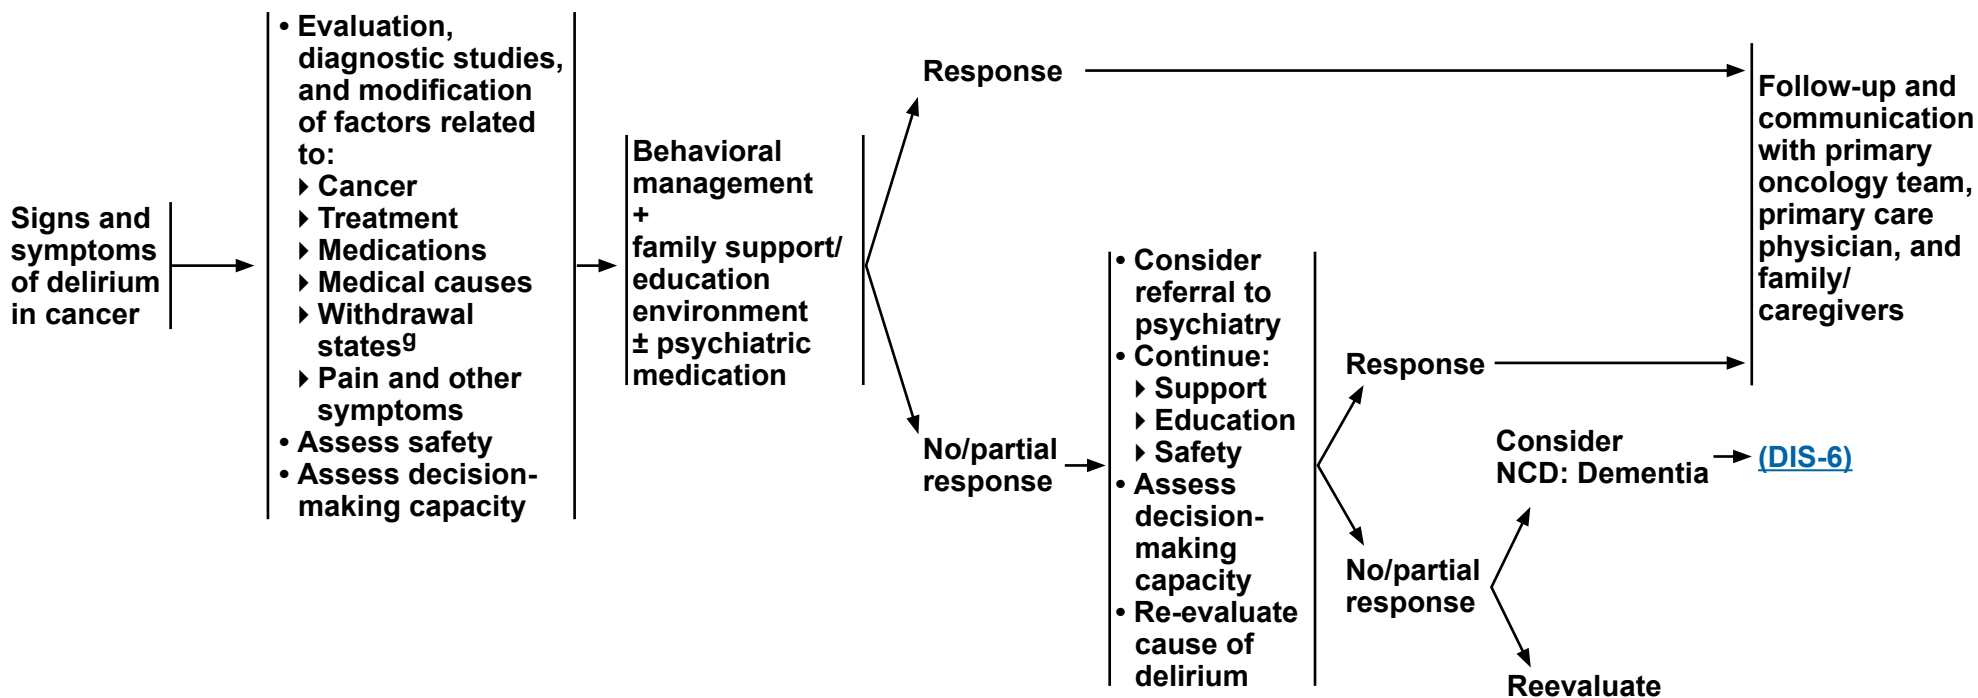 Signs and
symptoms
of delirium
in cancer
• Evaluation,
diagnostic studies,
and modification
of factors related
to:
▸ Cancer
▸ Treatment
▸ Medications
▸ Medical causes
▸ Withdrawal
statesᵍ
▸ Pain and other
symptoms
• Assess safety
• Assess decision-
making capacity
Behavioral
management
+
family support/
education
environment
± psychiatric
medication
Response
No/partial
response
• Consider
referral to
psychiatry
• Continue:
▸ Support
▸ Education
▸ Safety
• Assess
decision-
making
capacity
• Re-evaluate
cause of
delirium
Response
No/partial
response
Consider
NCD: Dementia
(DIS-6)
Reevaluate
Follow-up and
communication
with primary
oncology team,
primary care
physician, and
family/
caregivers